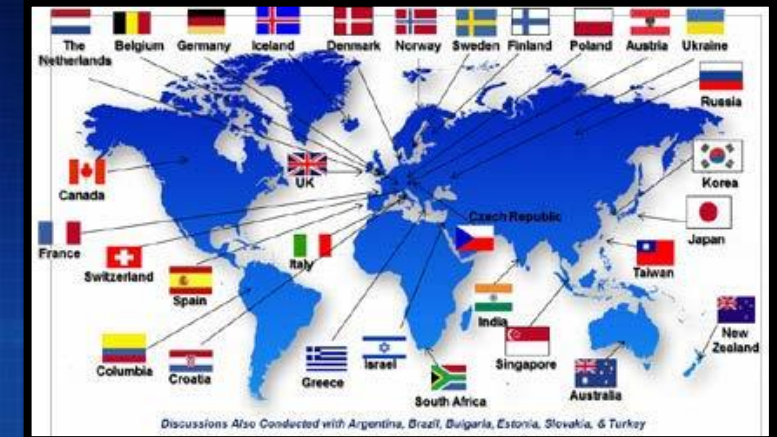 The Netherlands
Belgium
Germany
Iceland
Denmark
Norway
Sweden
Finland
Poland
Austria
Ukraine
Russia
Canada
UK
Korea
Czech Republic
Japan
France
Switzerland
Italy
Taiwan
Spain
India
Columbia
Croatia
Greece
Israel
South Africa
Singapore
Australia
New
Zealand
Discussions Also Conducted with Argentina, Brazil, Bulgaria, Estonia, Slovakia, & Turkey